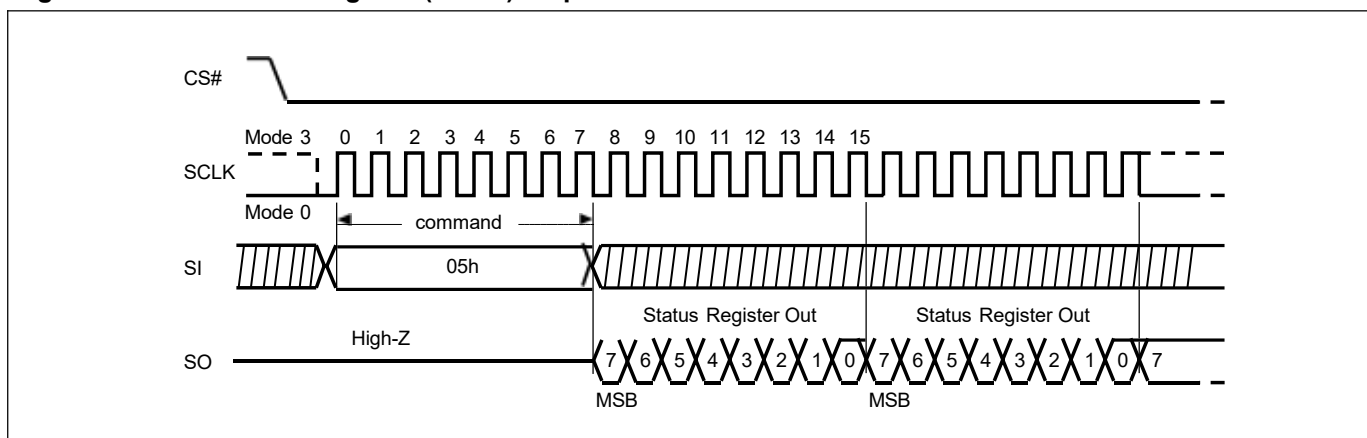 CS#
Mode 3 0 1 2 3 4 5 6 7 8 9 10 11 12 13 14 15
SCLK
Mode 0
command
SI
05h
Status Register Out Status Register Out
High-Z
SO
7 6 5 4 3 2 1 0 7 6 5 4 3 2 1 0 7
MSB MSB